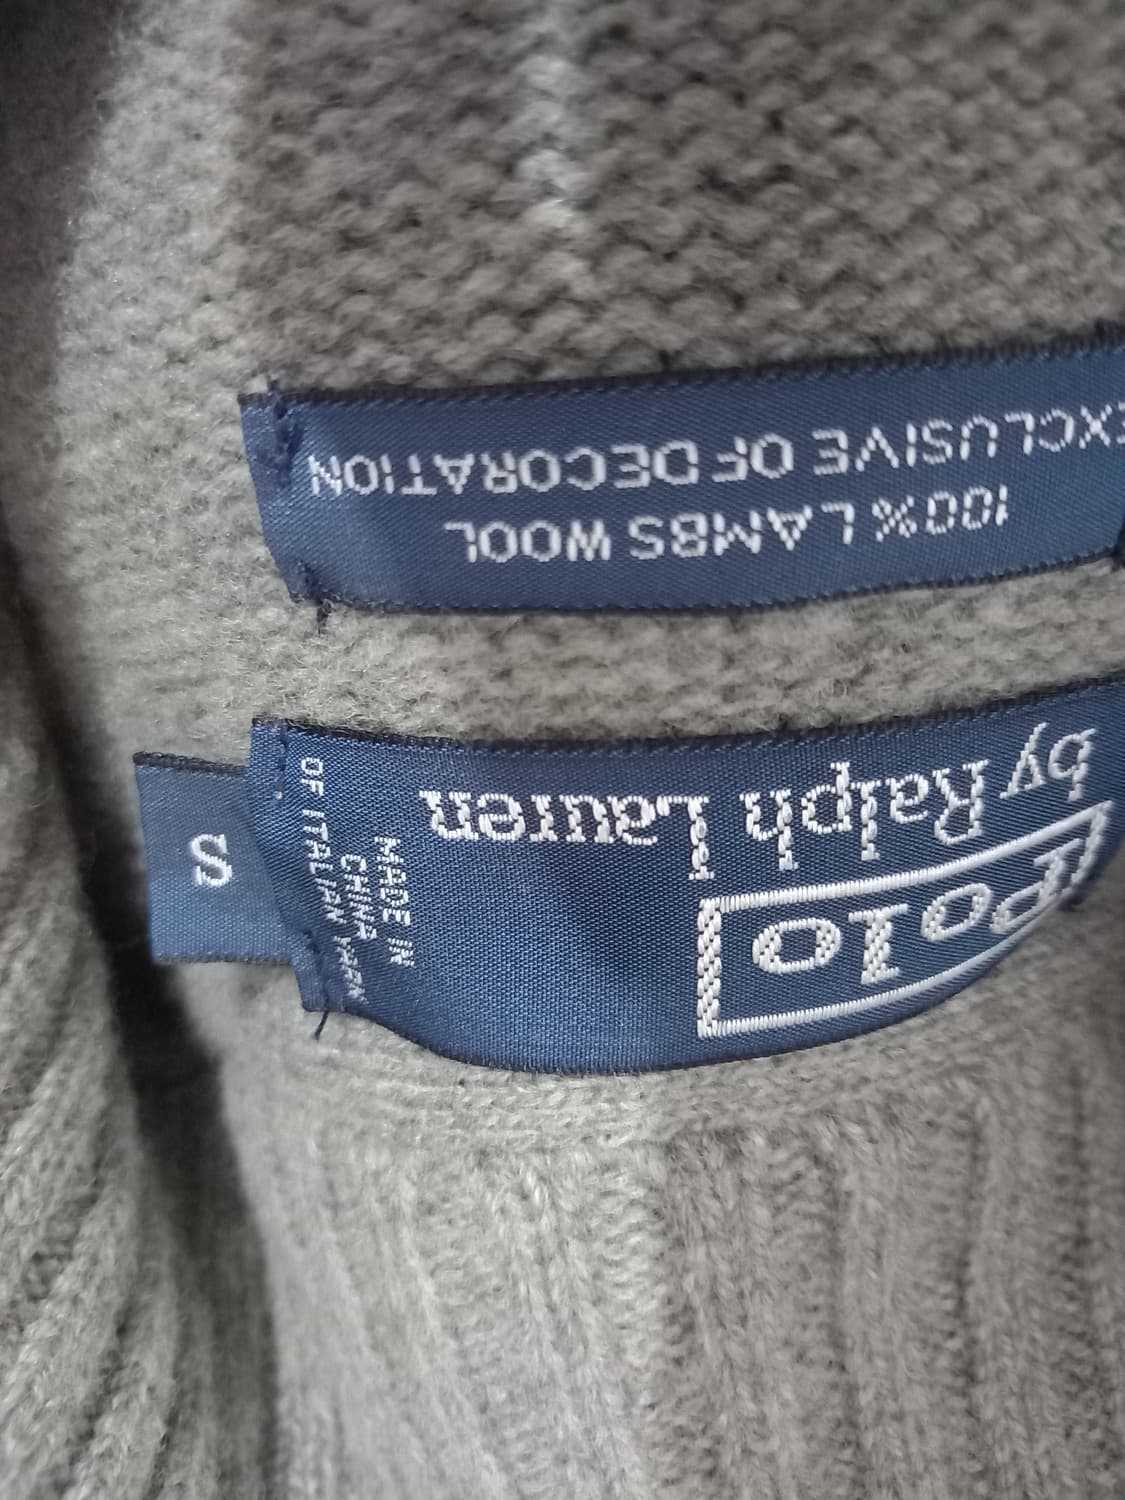 Polo
by Ralph Lauren
MADE IN
CHINA
OF ITALIAN YARN
S
100% LAMBS WOOL
EXCLUSIVE OF DECORATION